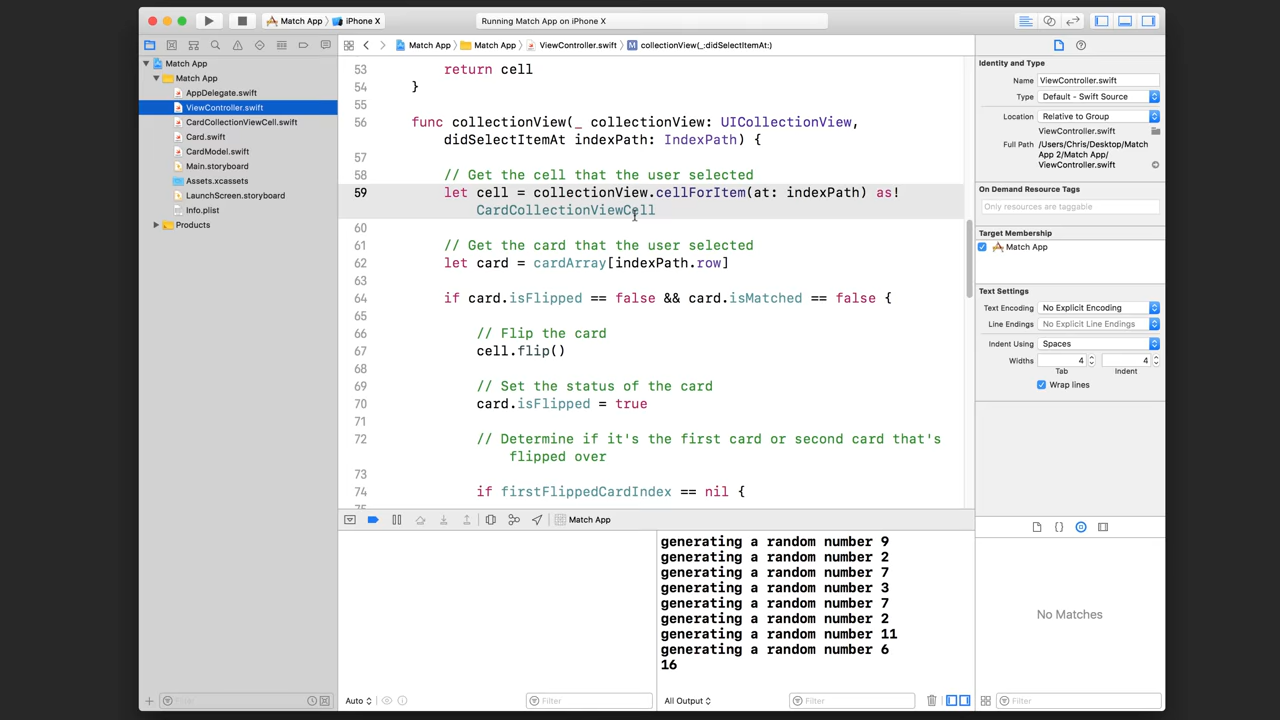 Match App
iPhone X
Running Match App on iPhone X
Match App
Match App
ViewController.swift
collectionView(_:didSelectItemAt:)
Match App
Match App
AppDelegate.swift
ViewController.swift
CardCollectionViewCell.swift
Card.swift
CardModel.swift
Main.storyboard
Assets.xcassets
LaunchScreen.storyboard
Info.plist
Products
Filter
53 return cell
54 }
55
56 func collectionView(_ collectionView: UICollectionView,
didSelectItemAt indexPath: IndexPath) {
57
58 // Get the cell that the user selected
59 let cell = collectionView.cellForItem(at: indexPath) as!
CardCollectionViewCell
60
61 // Get the card that the user selected
62 let card = cardArray[indexPath.row]
63
64 if card.isFlipped == false && card.isMatched == false {
65
66 // Flip the card
67 cell.flip()
68
69 // Set the status of the card
70 card.isFlipped = true
71
72 // Determine if it's the first card or second card that's
flipped over
73
74 if firstFlippedCardIndex == nil {
75
Match App
generating a random number 9
generating a random number 2
generating a random number 7
generating a random number 3
generating a random number 7
generating a random number 2
generating a random number 11
generating a random number 6
16
Auto
Filter
All Output
Filter
Identity and Type
Name ViewController.swift
Type Default - Swift Source
Location Relative to Group
ViewController.swift
Full Path /Users/Chris/Desktop/Match
App 2/Match App/
ViewController.swift
On Demand Resource Tags
Only resources are taggable
Target Membership
Match App
Text Settings
Text Encoding No Explicit Encoding
Line Endings No Explicit Line Endings
Indent Using Spaces
Widths 4 4
Tab Indent
Wrap lines
No Matches
Filter